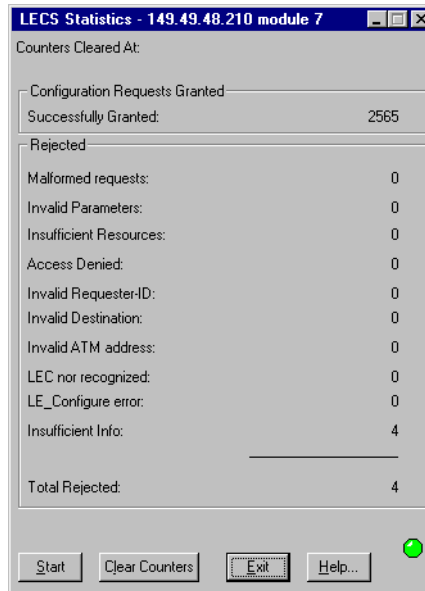 LECS Statistics - 149.49.48.210 module 7
Counters Cleared At:
Configuration Requests Granted
Successfully Granted: 2565
Rejected
Malformed requests: 0
Invalid Parameters: 0
Insufficient Resources: 0
Access Denied: 0
Invalid Requester-ID: 0
Invalid Destination: 0
Invalid ATM address: 0
LEC nor recognized: 0
LE_Configure error: 0
Insufficient Info: 4
Total Rejected: 4
Start Clear Counters Exit Help...